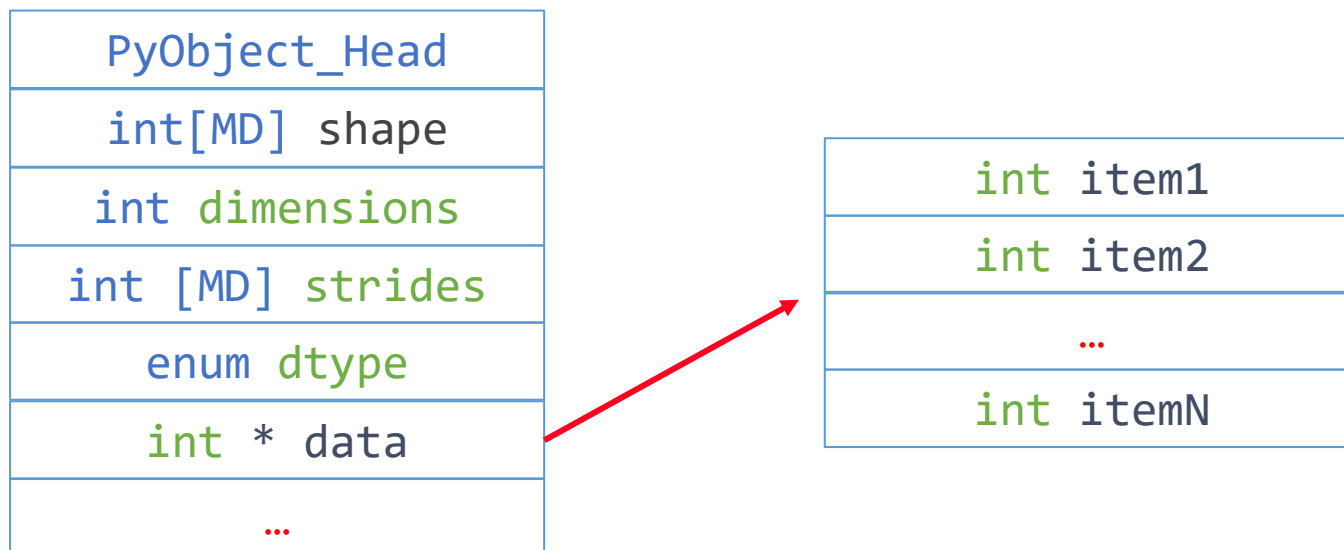 PyObject_Head
int[MD] shape
int dimensions
int [MD] strides
enum dtype
int * data
…
int item1
int item2
…
int itemN